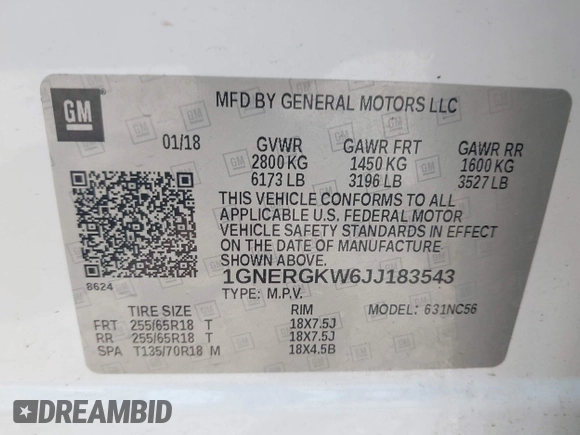 GM
MFD BY GENERAL MOTORS LLC
01/18 GVWR GAWR FRT GAWR RR
2800 KG 1450 KG 1600 KG
6173 LB 3196 LB 3527 LB
THIS VEHICLE CONFORMS TO ALL
APPLICABLE U.S. FEDERAL MOTOR
VEHICLE SAFETY STANDARDS IN EFFECT
ON THE DATE OF MANUFACTURE
SHOWN ABOVE.
8624
1GNERGKW6JJ183543
TYPE: M.P.V.
TIRE SIZE RIM MODEL: 631NC56
FRT 255/65R18 T 18X7.5J
RR 255/65R18 T 18X7.5J
SPA T135/70R18 M 18X4.5B
DREAMBID